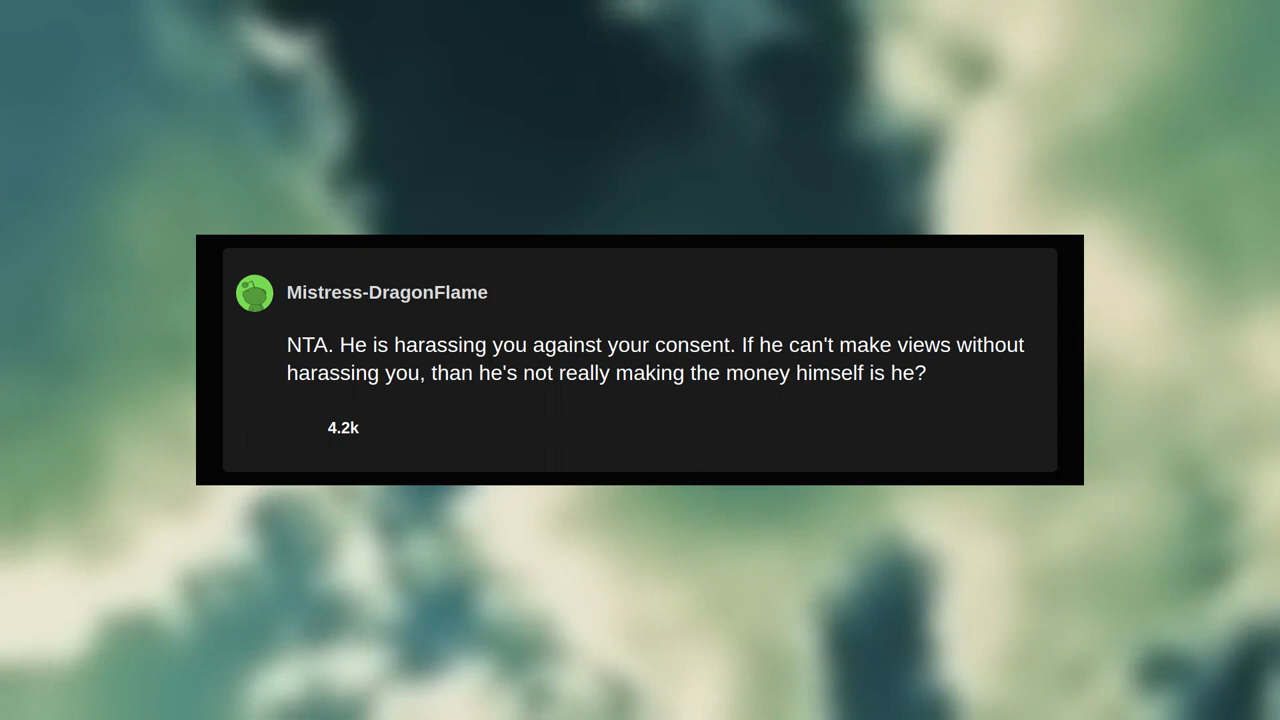 Mistress-DragonFlame
NTA. He is harassing you against your consent. If he can't make views without
harassing you, than he's not really making the money himself is he?
4.2k